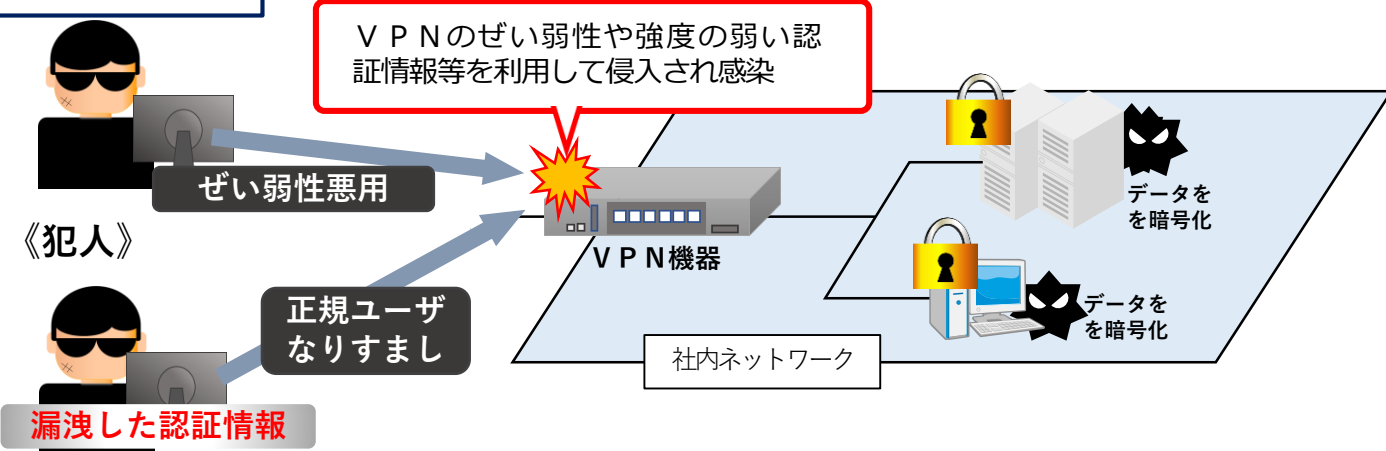 ＶＰＮのぜい弱性や強度の弱い認
証情報等を利用して侵入され感染
ぜい弱性悪用
《犯人》
ＶＰＮ機器
データを
を暗号化
正規ユーザ
なりすまし
データを
を暗号化
社内ネットワーク
漏洩した認証情報